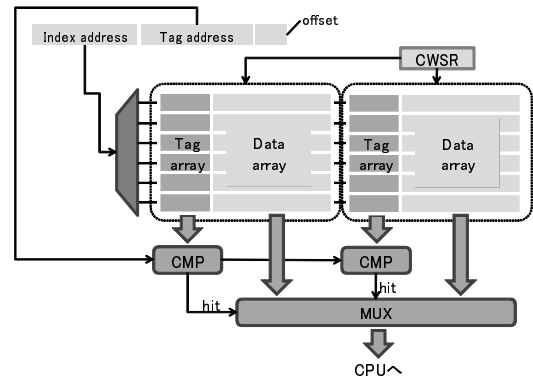 offset
Index address
Tag address
CWSR
Tag
array
Data
array
Tag
array
Data
array
CMP
CMP
hit
hit
MUX
CPUへ